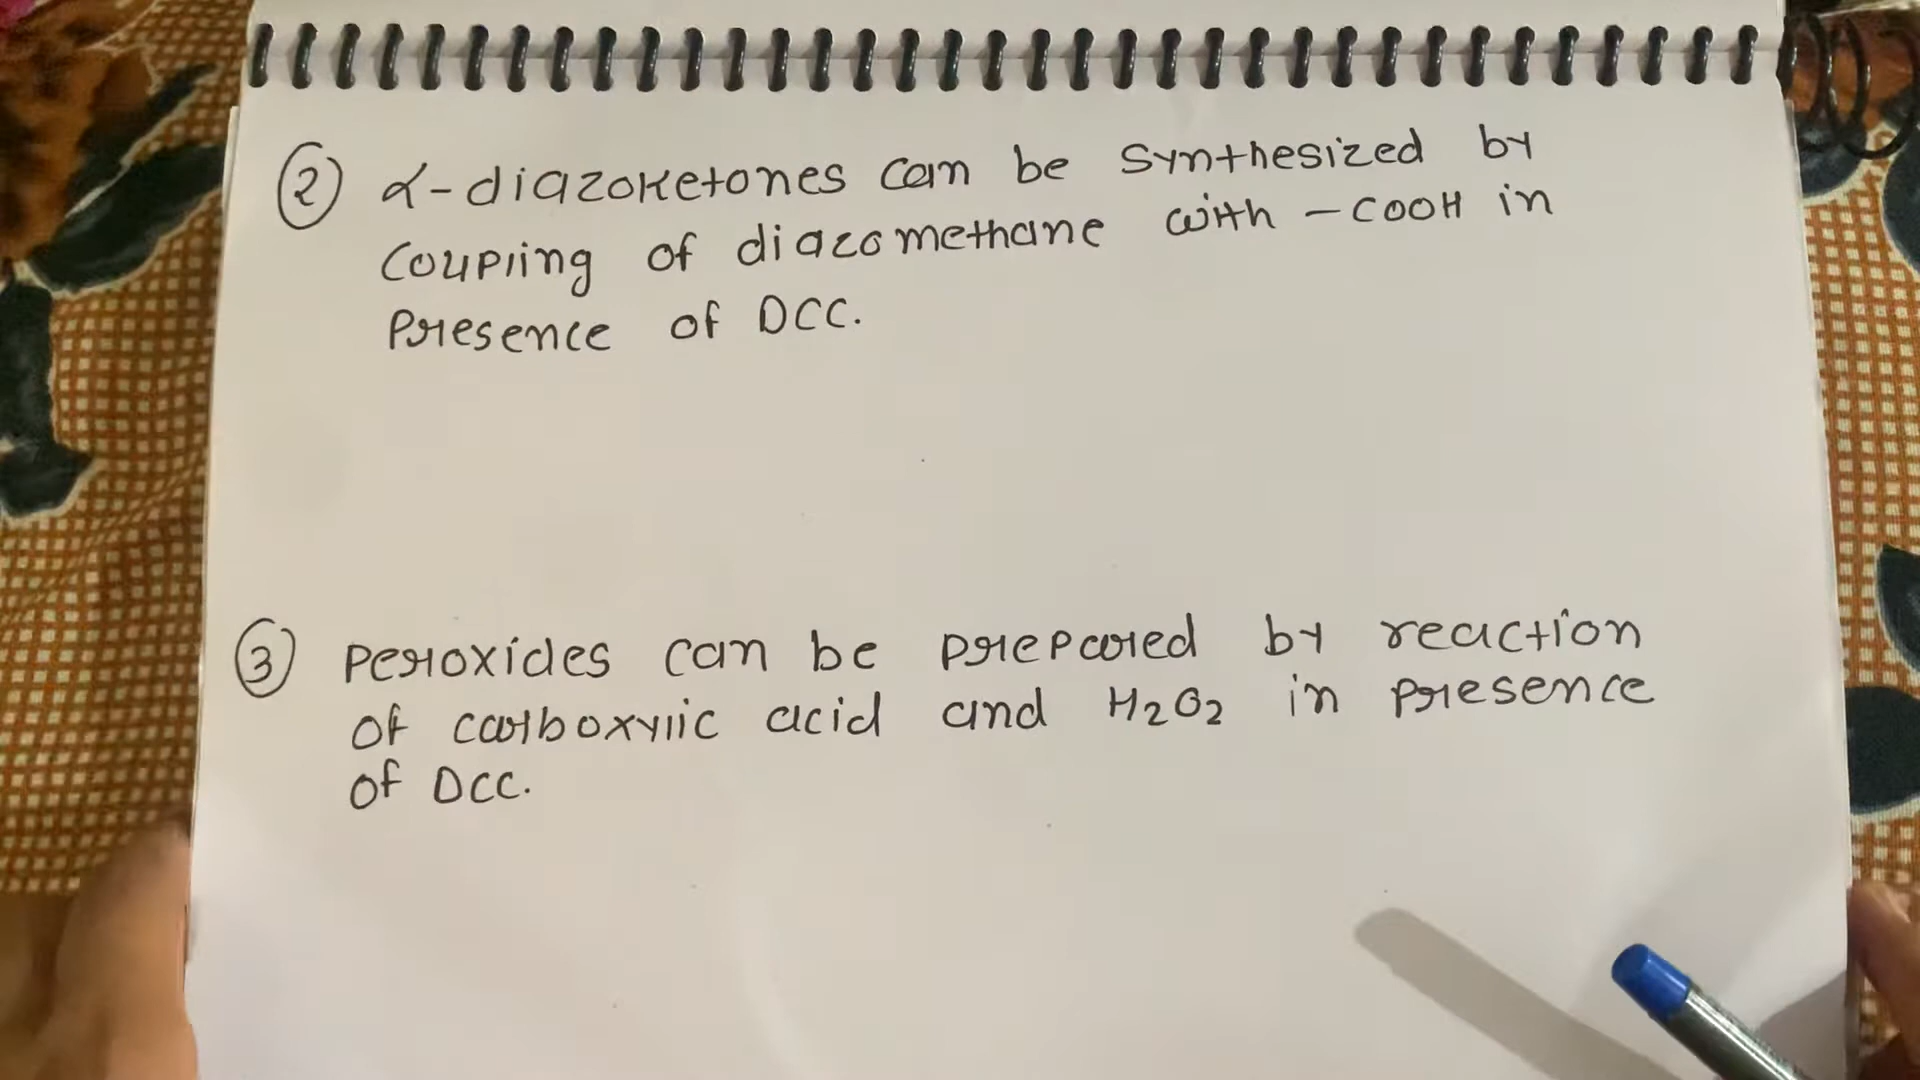 ② α-diazoketones can be synthesized by
coupling of diazomethane with -COOH in
presence of DCC.
③ peroxides can be prepared by reaction
of carboxylic acid and H₂O₂ in presence
of DCC.